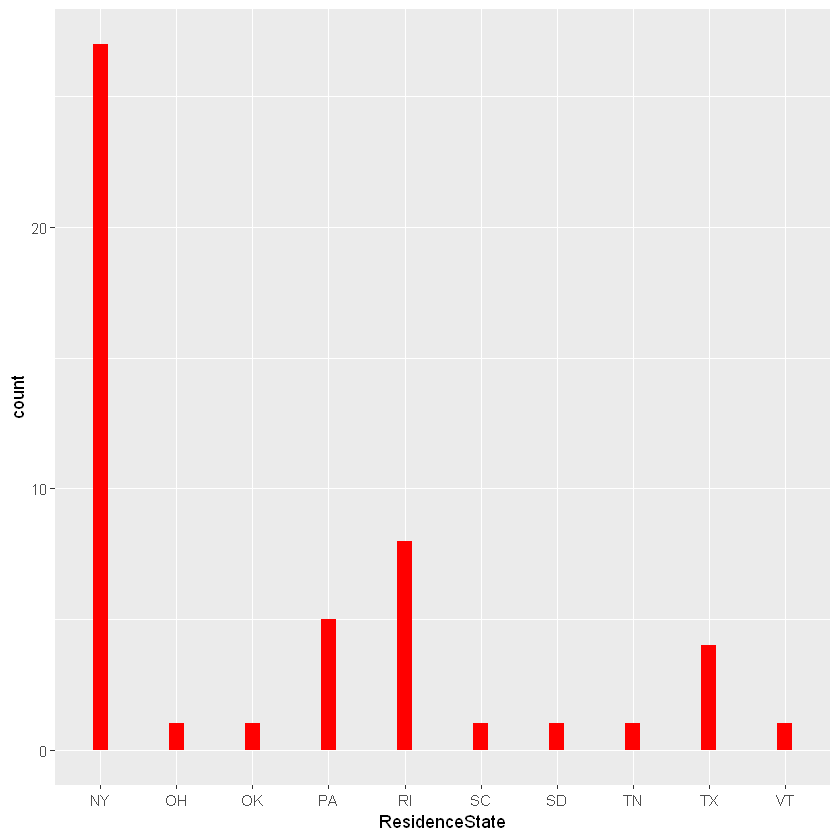 count
20
10
0
NY OH OK PA RI SC SD TN TX VT
ResidenceState